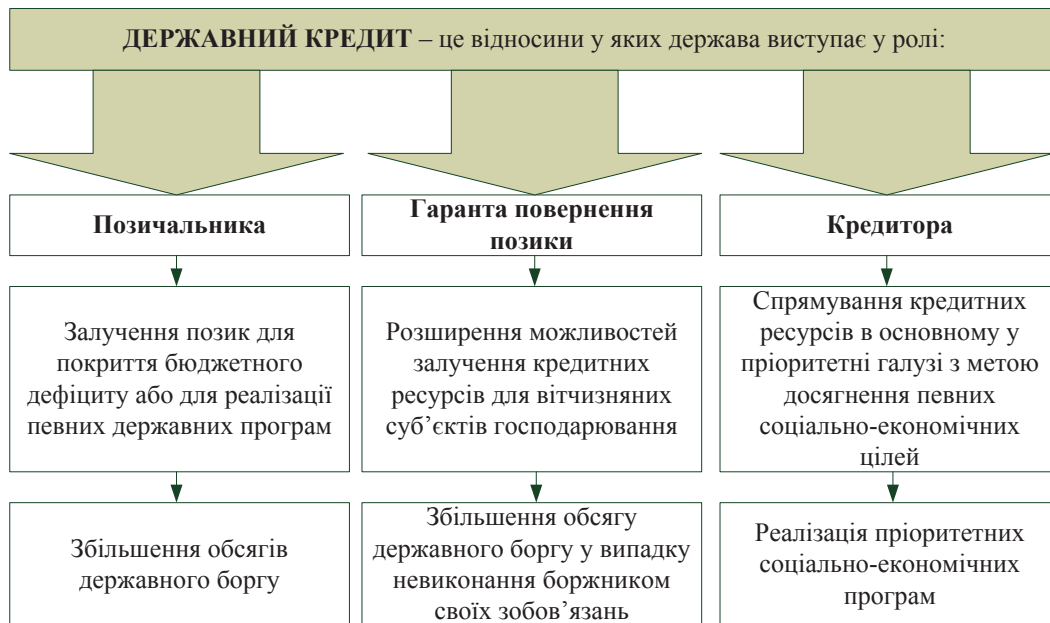 ДЕРЖАВНИЙ КРЕДИТ – це відносини у яких держава виступає у ролі:
Позичальника
Залучення позик для
покриття бюджетного
дефіциту або для реалізації
певних державних програм
Збільшення обсягів
державного боргу
Гаранта повернення
позики
Розширення можливостей
залучення кредитних
ресурсів для вітчизняних
суб’єктів господарювання
Збільшення обсягу
державного боргу у випадку
невиконання боржником
своїх зобов’язань
Кредитора
Спрямування кредитних
ресурсів в основному у
пріоритетні галузі з метою
досягнення певних
соціально-економічних
цілей
Реалізація пріоритетних
соціально-економічних
програм